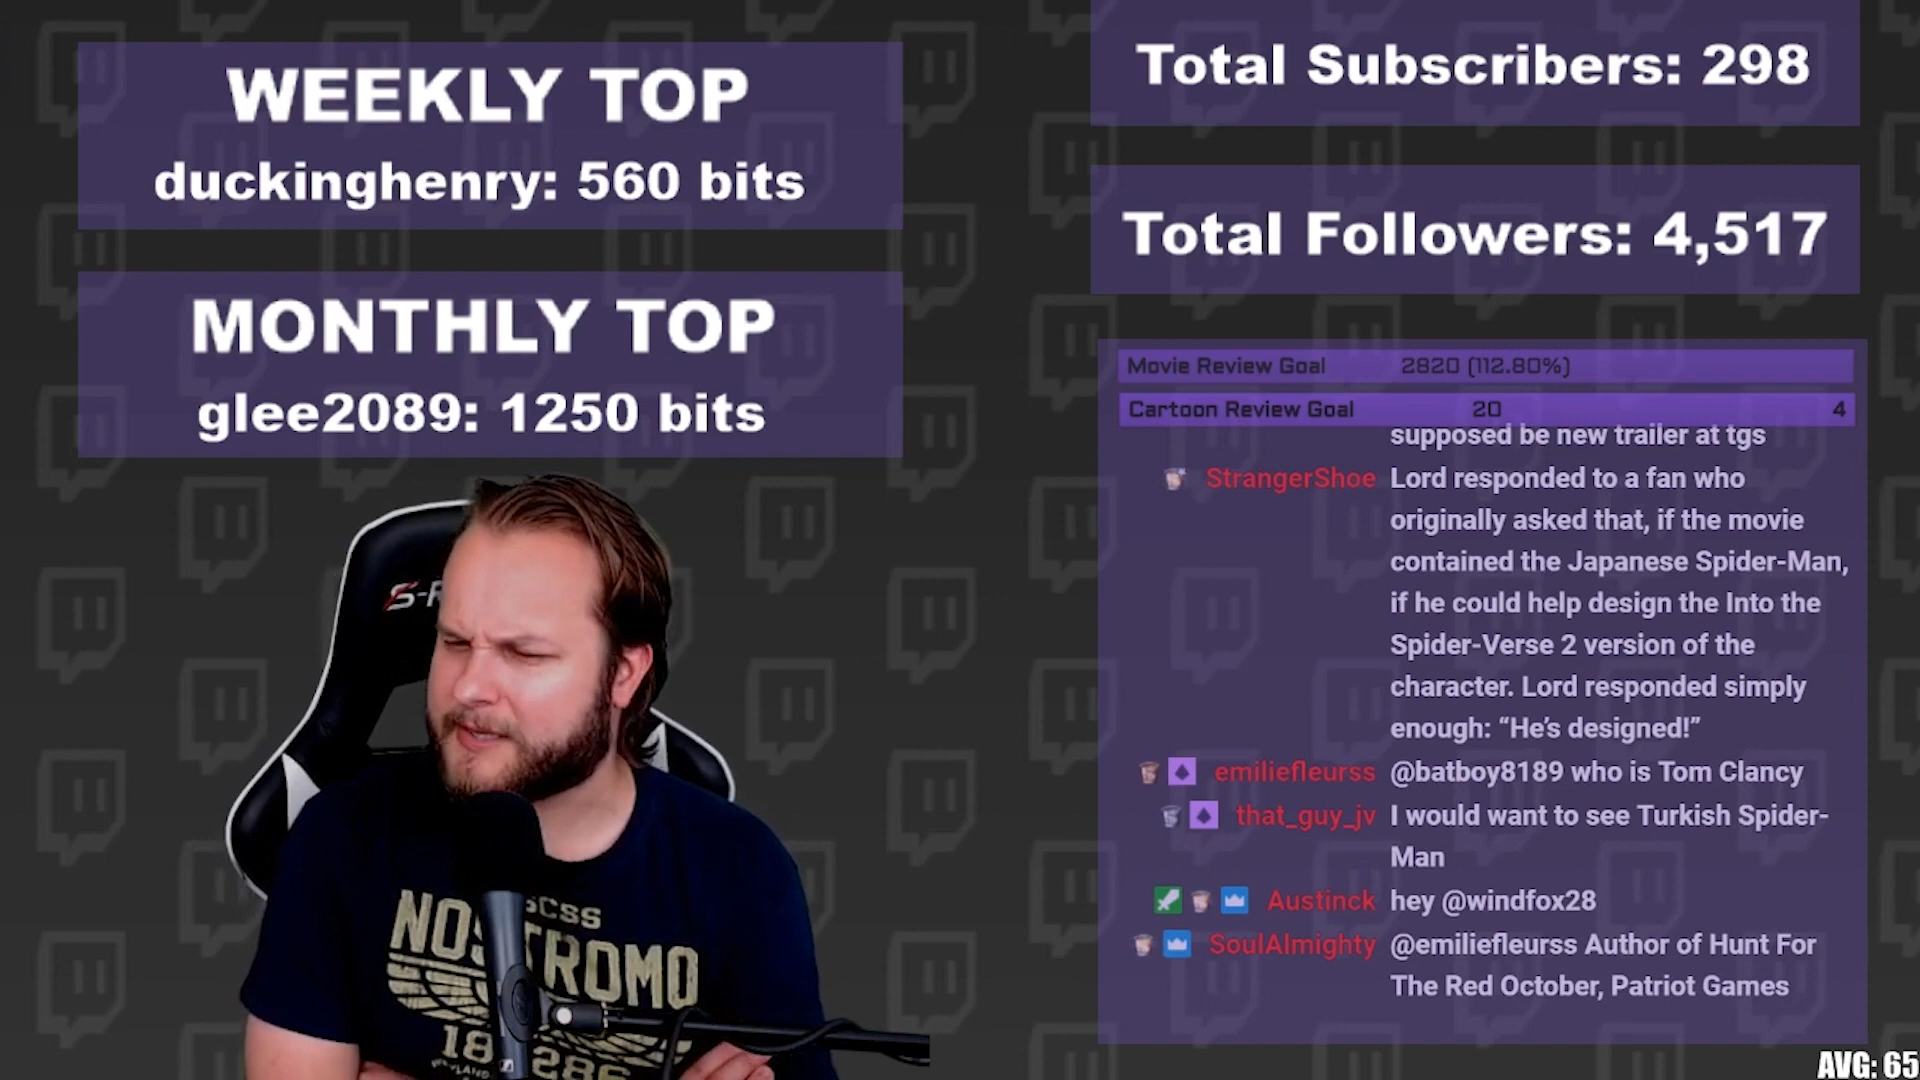 WEEKLY TOP
duckinghenry: 560 bits
MONTHLY TOP
glee2089: 1250 bits
Total Subscribers: 298
Total Followers: 4,517
Movie Review Goal 2820 (112.80%)
Cartoon Review Goal 20 4
supposed be new trailer at tgs
StrangerShoe Lord responded to a fan who
originally asked that, if the movie
contained the Japanese Spider-Man,
if he could help design the Into the
Spider-Verse 2 version of the
character. Lord responded simply
enough: “He’s designed!”
emiliefleurss @batboy8189 who is Tom Clancy
that_guy_jv I would want to see Turkish Spider-
Man
Austinck hey @windfox28
SoulAlmighty @emiliefleurss Author of Hunt For
The Red October, Patriot Games
AVG: 65